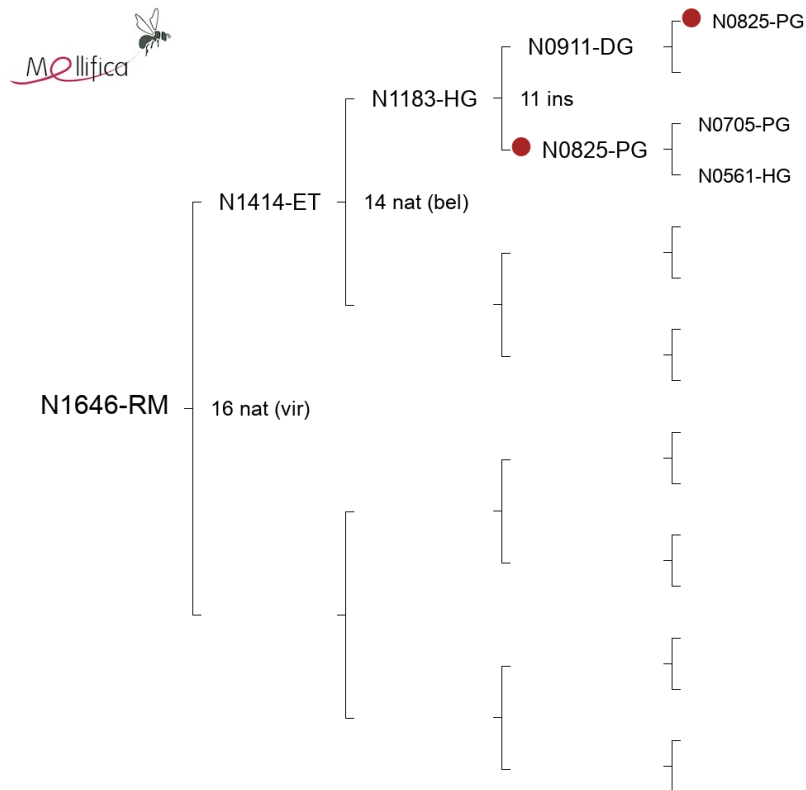 Mellifica
N0825-PG
N0911-DG
N1183-HG
11 ins
N0705-PG
N0825-PG
N0561-HG
N1414-ET
14 nat (bel)
N1646-RM
16 nat (vir)